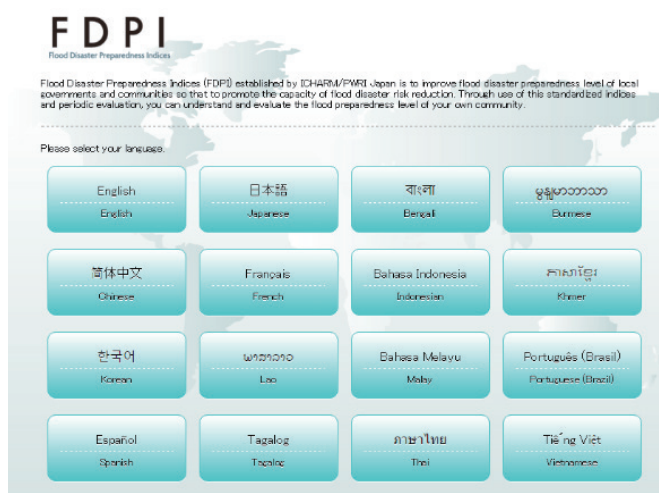 FDPI
Flood Disaster Preparedness Indices
Flood Disaster Preparedness Indices (FDPI) established by ICHARM/PWRI Japan is to improve flood disaster preparedness level of local
governments and communities so that to promote the capacity of flood disaster risk reduction. Through use of this standardized indices
and periodic evaluation, you can understand and evaluate the flood preparedness level of your own community.
Please select your language.
English
English
日本語
Japanese
বাংলা
Bengali
မြန်မာဘာသာ
Burmese
简体中文
Chinese
Français
French
Bahasa Indonesia
Indonesian
ភាសាខ្មែរ
Khmer
한국어
Korean
ພາສາລາວ
Lao
Bahasa Melayu
Malay
Português (Brasil)
Portuguese (Brazil)
Español
Spanish
Tagalog
Tagalog
ภาษาไทย
Thai
Tiếng Việt
Vietnamese